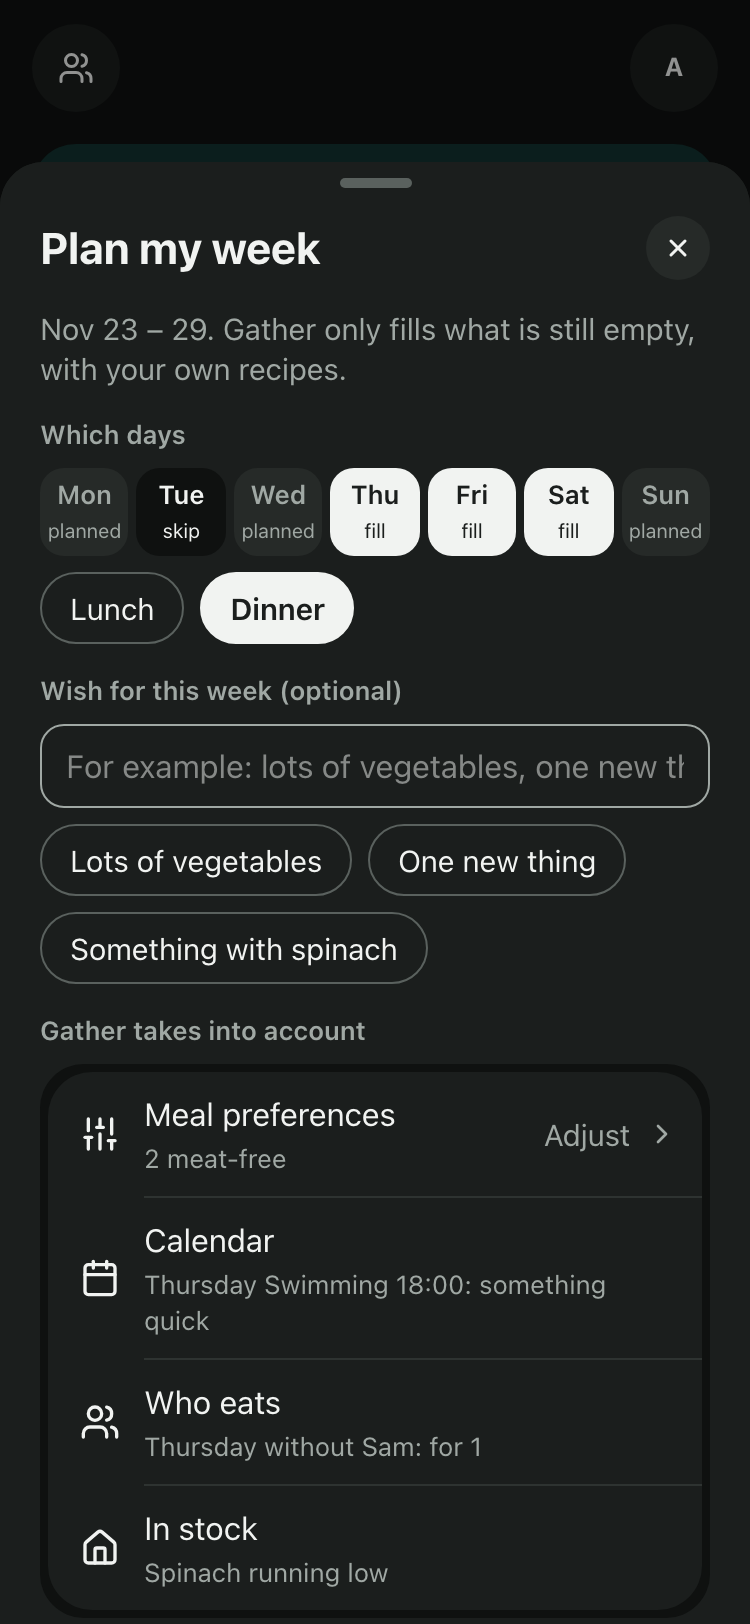 A
Plan my week
Nov 23 – 29. Gather only fills what is still empty,
with your own recipes.
Which days
Mon Tue Wed Thu Fri Sat Sun
planned skip planned fill fill fill planned
Lunch Dinner
Wish for this week (optional)
For example: lots of vegetables, one new
Lots of vegetables One new thing
Something with spinach
Gather takes into account
Meal preferences
2 meat-free
Adjust
Calendar
Thursday Swimming 18:00: something
quick
Who eats
Thursday without Sam: for 1
In stock
Spinach running low